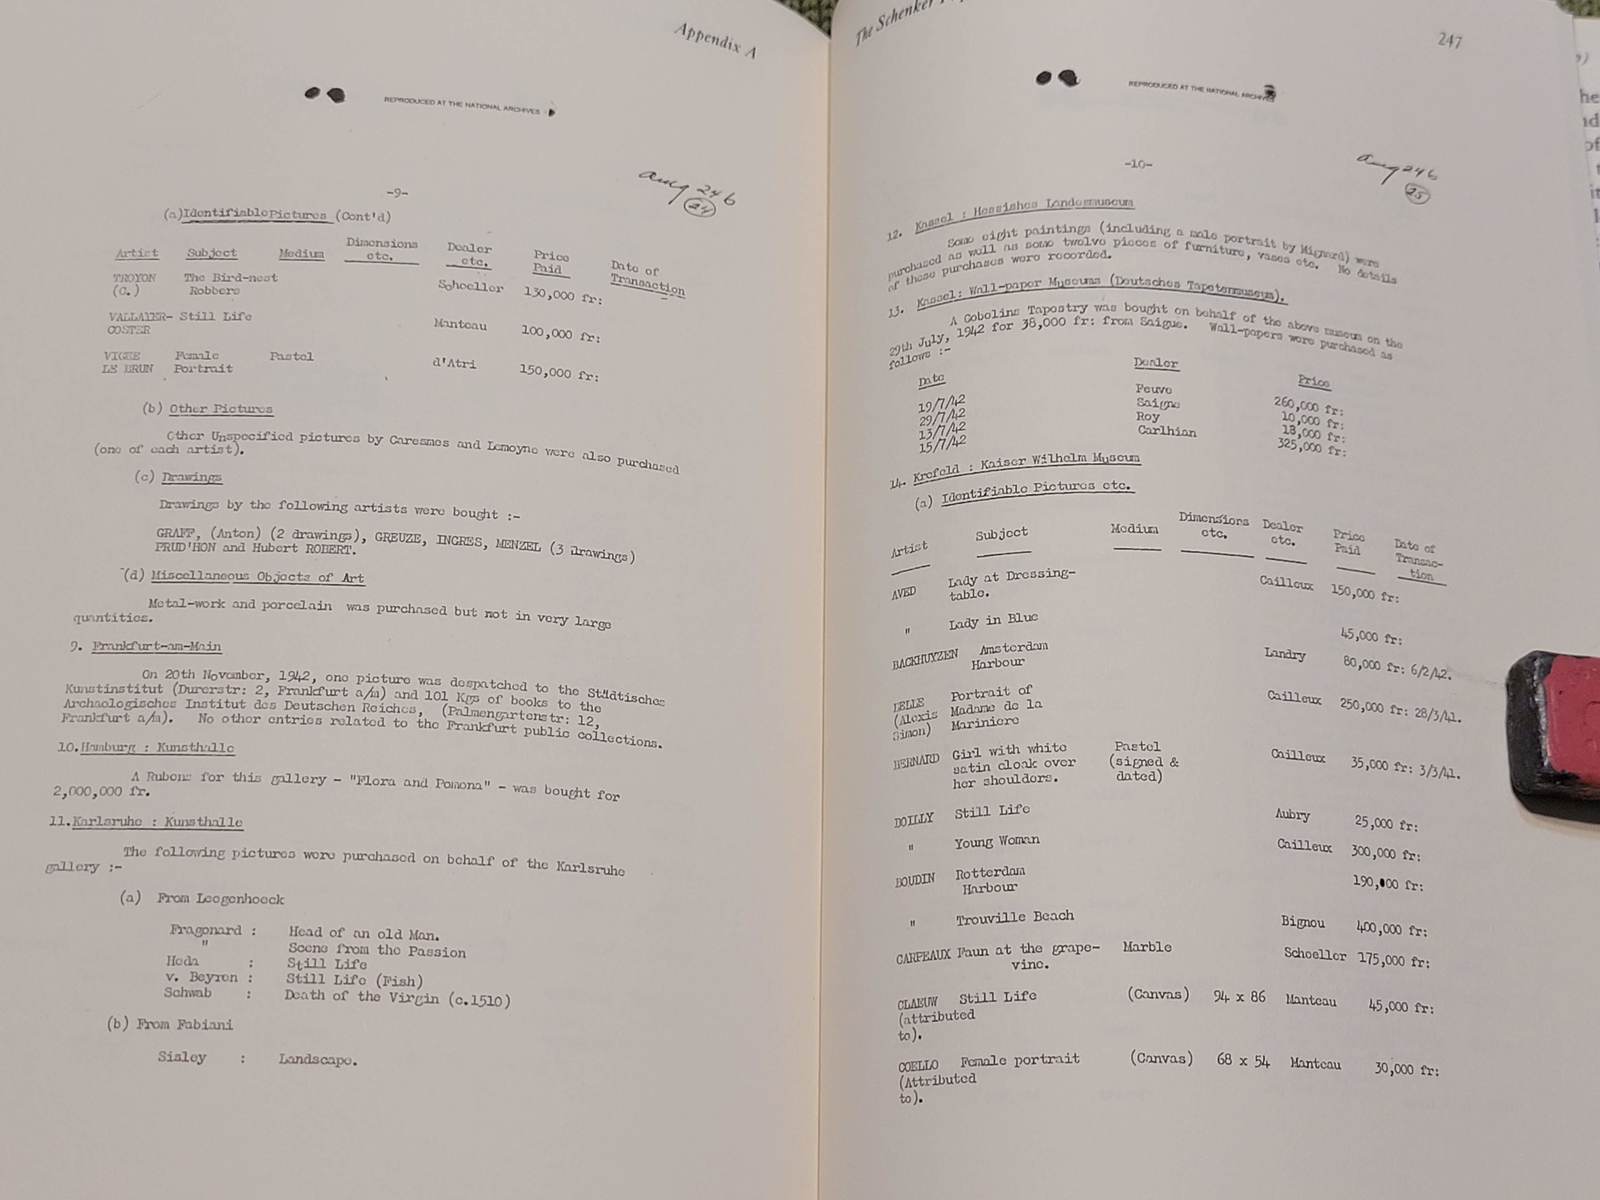 Appendix A
REPRODUCED AT THE NATIONAL ARCHIVES
Aug 246
24
-9-
(a)Identifiable Pictures (Cont'd)
Artist Subject Medium Dimensions etc. Dealer etc. Price Paid Date of Transaction
TROYON (C.) The Bird-nest Robbers Schoeller 130,000 fr:
VALLAYER-COSTER Still Life Manteau 100,000 fr:
VIGEE LE BRUN Female Portrait Pastel d'Atri 150,000 fr:
(b) Other Pictures
Other Unspecified pictures by Caresmes and Lemoyne were also purchased
(one of each artist).
(c) Drawings
Drawings by the following artists were bought :-
GRAFF, (Anton) (2 drawings), GREUZE, INGRES, MENZEL (3 drawings)
PRUD'HON and Hubert ROBERT.
(d) Miscellaneous Objects of Art
Metal-work and porcelain was purchased but not in very large
quantities.
9. Frankfurt-am-Main
On 20th November, 1942, one picture was despatched to the Städtisches
Kunstinstitut (Durerstr: 2, Frankfurt a/m) and 101 Kgs of books to the
Archaologisches Institut des Deutschen Reiches, (Palmengartenstr: 12,
Frankfurt a/m). No other entries related to the Frankfurt public collections.
10.Hamburg : Kunsthalle
A Rubens for this gallery - "Flora and Pomona" - was bought for
2,000,000 fr.
11.Karlsruhe : Kunsthalle
The following pictures were purchased on behalf of the Karlsruhe
gallery :-
(a) From Leegenhoeck
Fragonard : Head of an old Man.
" Scene from the Passion
Heda : Still Life
v. Beyren : Still Life (Fish)
Schwab : Death of the Virgin (c.1510)
(b) From Fabiani
Sisley : Landscape.
The Schenker
247
REPRODUCED AT THE NATIONAL ARCHIVES
Aug 246
25
-10-
12. Kassel : Hessishes Landesmuseum
Some eight paintings (including a male portrait by Mignard) were
purchased as well as some twelve pieces of furniture, vases etc. No details
of these purchases were recorded.
13. Kassel: Wall-paper Museums (Deutsches Tapetenmuseum).
A Gobelins Tapestry was bought on behalf of the above museum on the
29th July, 1942 for 38,000 fr: from Saigue. Wall-papers were purchased as
follows :-
Date Dealer Price
19/7/42 Feuve 260,000 fr:
29/7/42 Saigne 10,000 fr:
13/7/42 Roy 18,000 fr:
15/7/42 Carlhian 325,000 fr:
14. Krefeld : Kaiser Wilhelm Museum
(a) Identifiable Pictures etc.
Artist Subject Medium Dimensions etc. Dealer etc. Price Paid Date of Transac-tion
AVED Lady at Dressing-table. Cailleux 150,000 fr:
" Lady in Blue 45,000 fr:
BACKHUYZEN Amsterdam Harbour Landry 80,000 fr: 6/2/42.
BELLE (Alexis Simon) Portrait of Madame de la Mariniere Cailleux 250,000 fr: 28/3/41.
BERNARD Girl with white satin cloak over her shoulders. Pastel (signed & dated) Cailleux 35,000 fr: 3/3/41.
BOILLY Still Life Aubry 25,000 fr:
" Young Woman Cailleux 300,000 fr:
BOUDIN Rotterdam Harbour 190,000 fr:
" Trouville Beach Bignou 400,000 fr:
CARPEAUX Faun at the grape-vine. Marble Schoeller 175,000 fr:
CLAEUW (attributed to). Still Life (Canvas) 94 x 86 Manteau 45,000 fr:
COELLO (Attributed to). Female portrait (Canvas) 68 x 54 Manteau 30,000 fr: